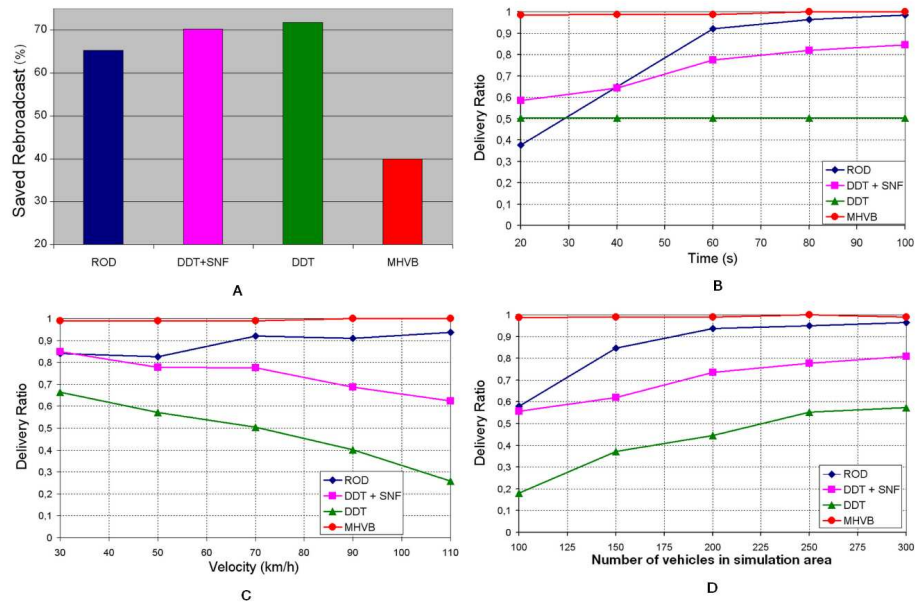 Saved Rebroadcast (%)
70
60
50
40
30
20
ROD
DDT+SNF
DDT
MHVB
A
Delivery Ratio
1
0,9
0,8
0,7
0,6
0,5
0,4
0,3
0,2
0,1
0
20
30
40
50
60
70
80
90
100
Time (s)
ROD
DDT + SNF
DDT
MHVB
B
Delivery Ratio
1
0,9
0,8
0,7
0,6
0,5
0,4
0,3
0,2
0,1
0
30
40
50
60
70
80
90
100
110
Velocity (km/h)
ROD
DDT + SNF
DDT
MHVB
C
Delivery Ratio
1
0,9
0,8
0,7
0,6
0,5
0,4
0,3
0,2
0,1
0
100
125
150
175
200
225
250
275
300
Number of vehicles in simulation area
ROD
DDT + SNF
DDT
MHVB
D